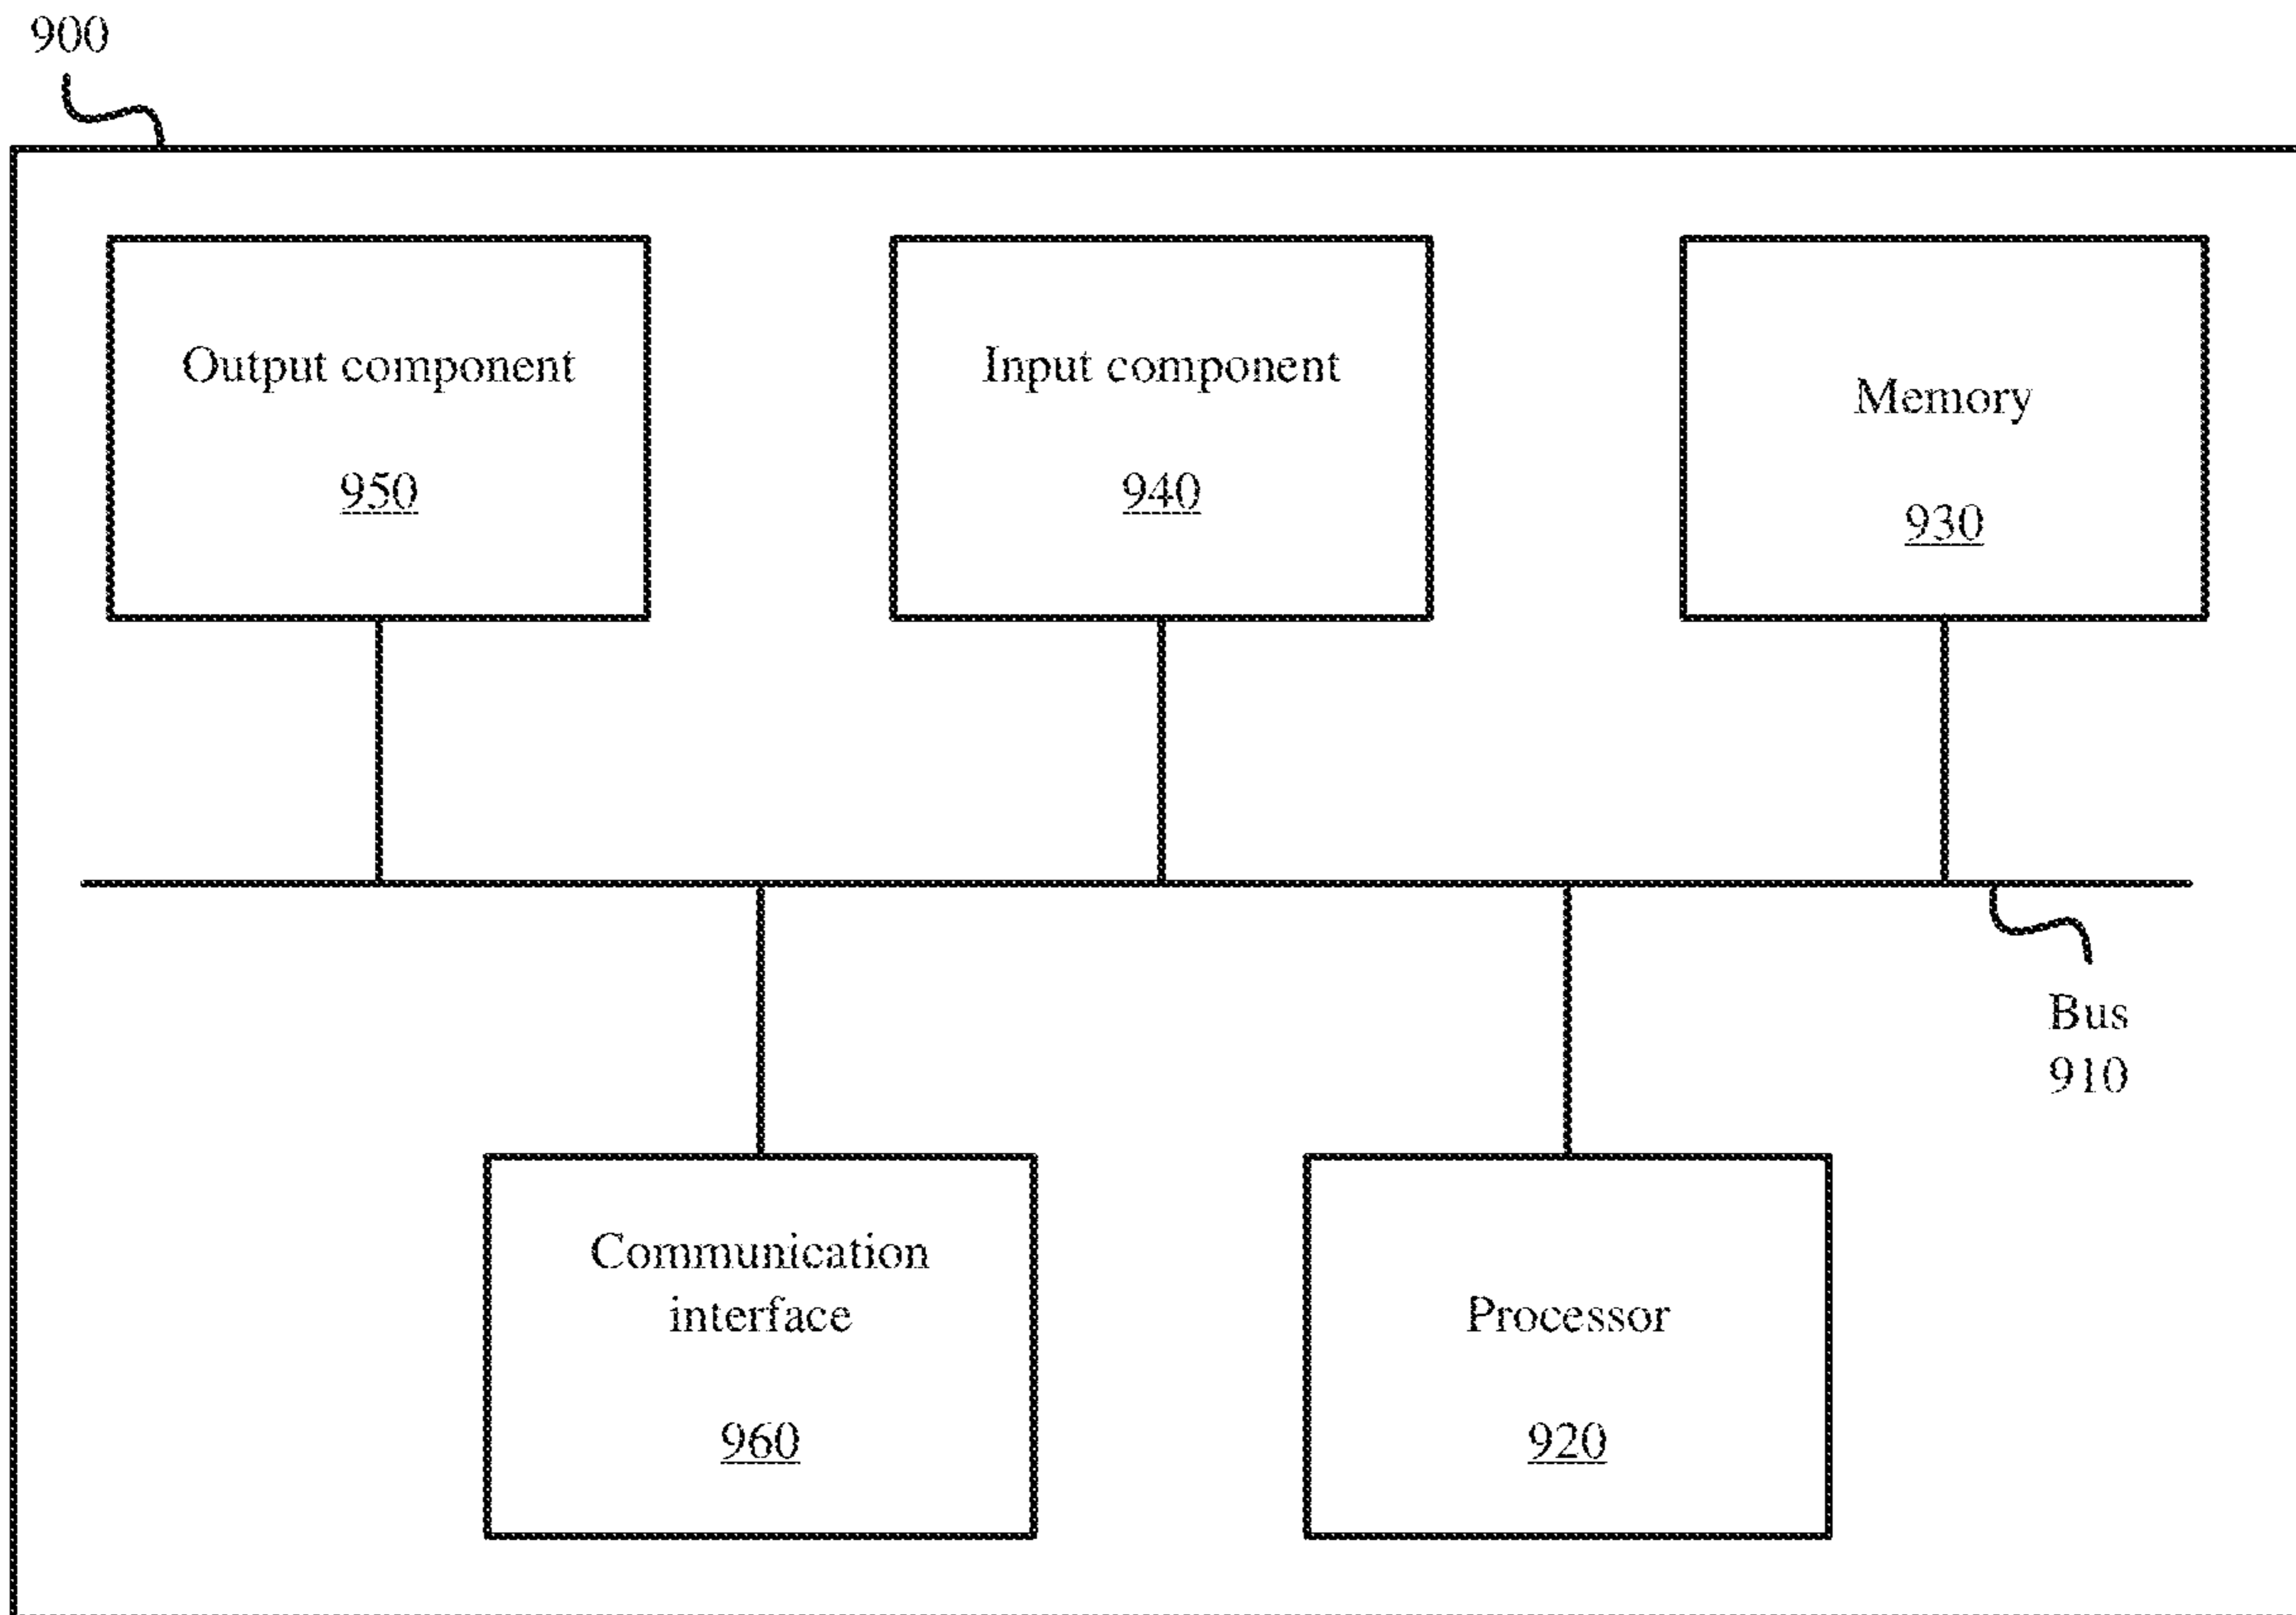 900
Output component
950
Input component
940
Memory
930
Bus
910
Communication
interface
960
Processor
920